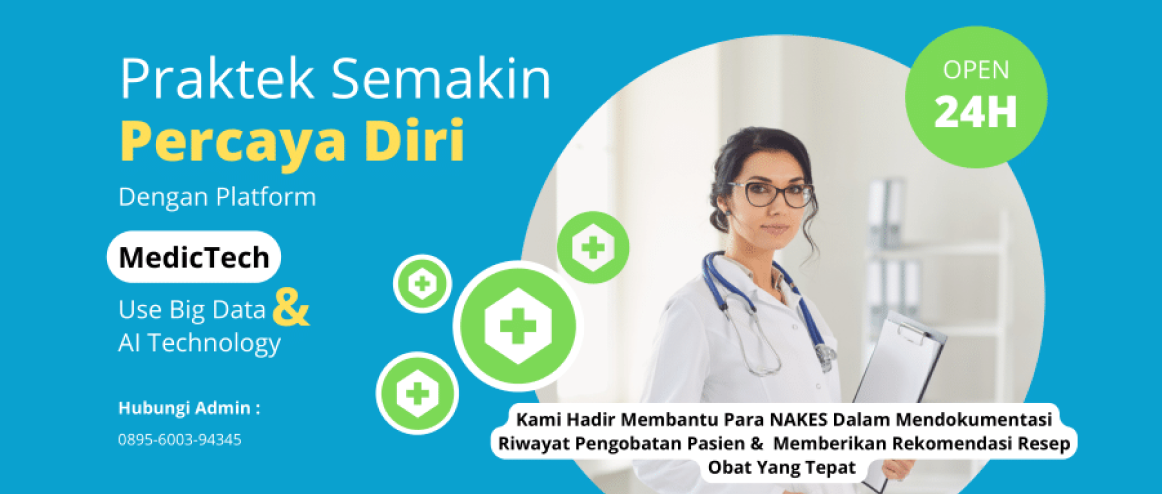 Praktek Semakin
Percaya Diri
Dengan Platform
MedicTech
Use Big Data &
AI Technology
Hubungi Admin :
0895-6003-94345
OPEN
24H
Kami Hadir Membantu Para NAKES Dalam Mendokumentasi
Riwayat Pengobatan Pasien & Memberikan Rekomendasi Resep
Obat Yang Tepat